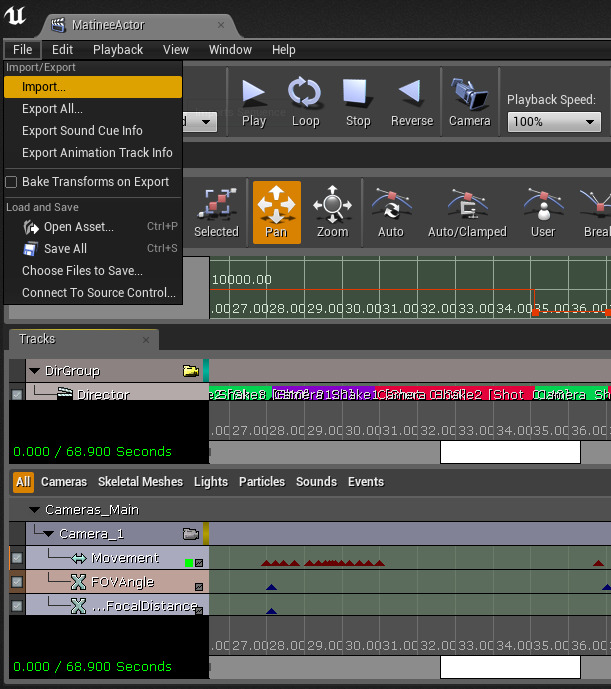 MatineeActor
File Edit Playback View Window Help
Import/Export
Import...
Export All...
Export Sound Cue Info
Export Animation Track Info
Bake Transforms on Export
Load and Save
Open Asset... Ctrl+P
Save All Ctrl+S
Choose Files to Save...
Connect To Source Control...
Play Loop Stop Reverse Camera
Playback Speed:
100%
Selected Pan Zoom Auto Auto/Clamped User Break
10000.00
27.00 28.00 29.00 30.00 31.00 32.00 33.00 34.00 35.00 36.00
Tracks
DirGroup
Director
27.00 28.00 29.00 30.00 31.00 32.00 33.00 34.00 35.00 36.00
0.000 / 68.900 Seconds
All Cameras Skeletal Meshes Lights Particles Sounds Events
Cameras_Main
Camera_1
Movement
FOVAngle
...FocalDistance
27.00 28.00 29.00 30.00 31.00 32.00 33.00 34.00 35.00 36.00
0.000 / 68.900 Seconds